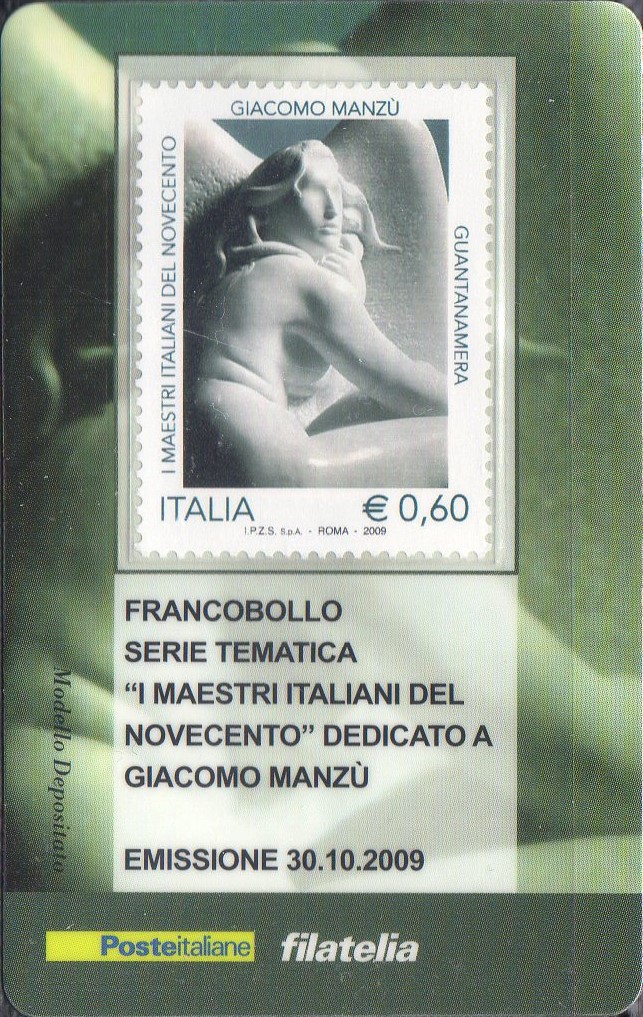 GIACOMO MANZÙ
I MAESTRI ITALIANI DEL NOVECENTO
GUANTANAMERA
ITALIA € 0,60
I.P.Z.S. S.p.A. - ROMA - 2009
FRANCOBOLLO
SERIE TEMATICA
“I MAESTRI ITALIANI DEL
NOVECENTO” DEDICATO A
GIACOMO MANZÙ
EMISSIONE 30.10.2009
Modello Depositato
Posteitaliane filatelia